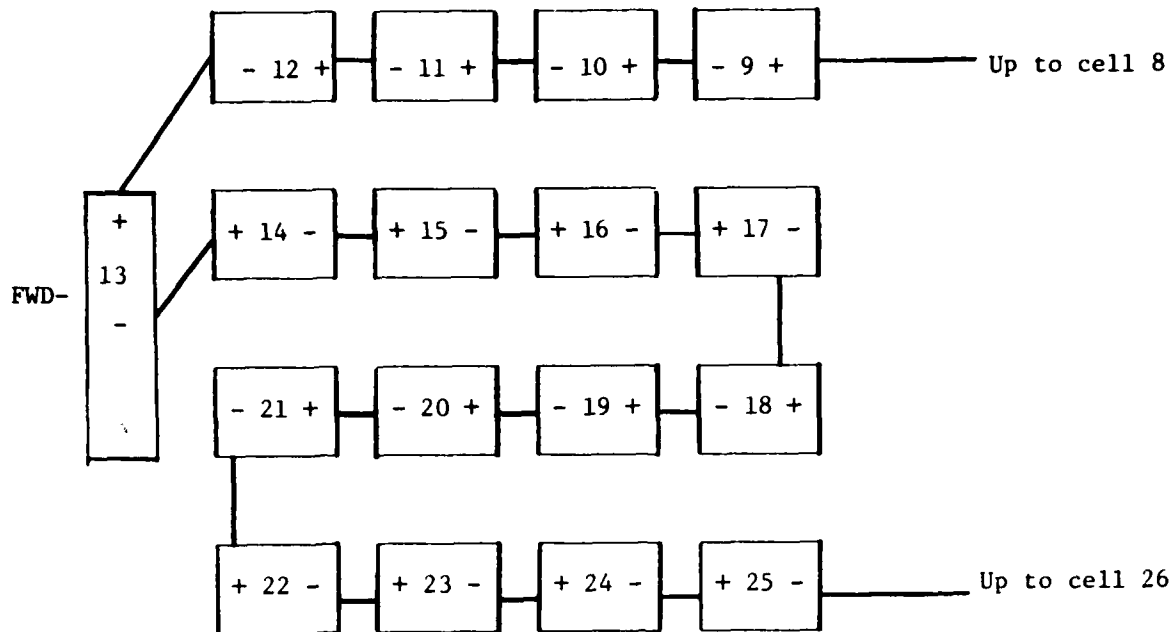 - 12 + - 11 + - 10 + - 9 + Up to cell 8
+
13
-
FWD-
+ 14 - + 15 - + 16 - + 17 -
- 21 + - 20 + - 19 + - 18 +
+ 22 - + 23 - + 24 - + 25 - Up to cell 26